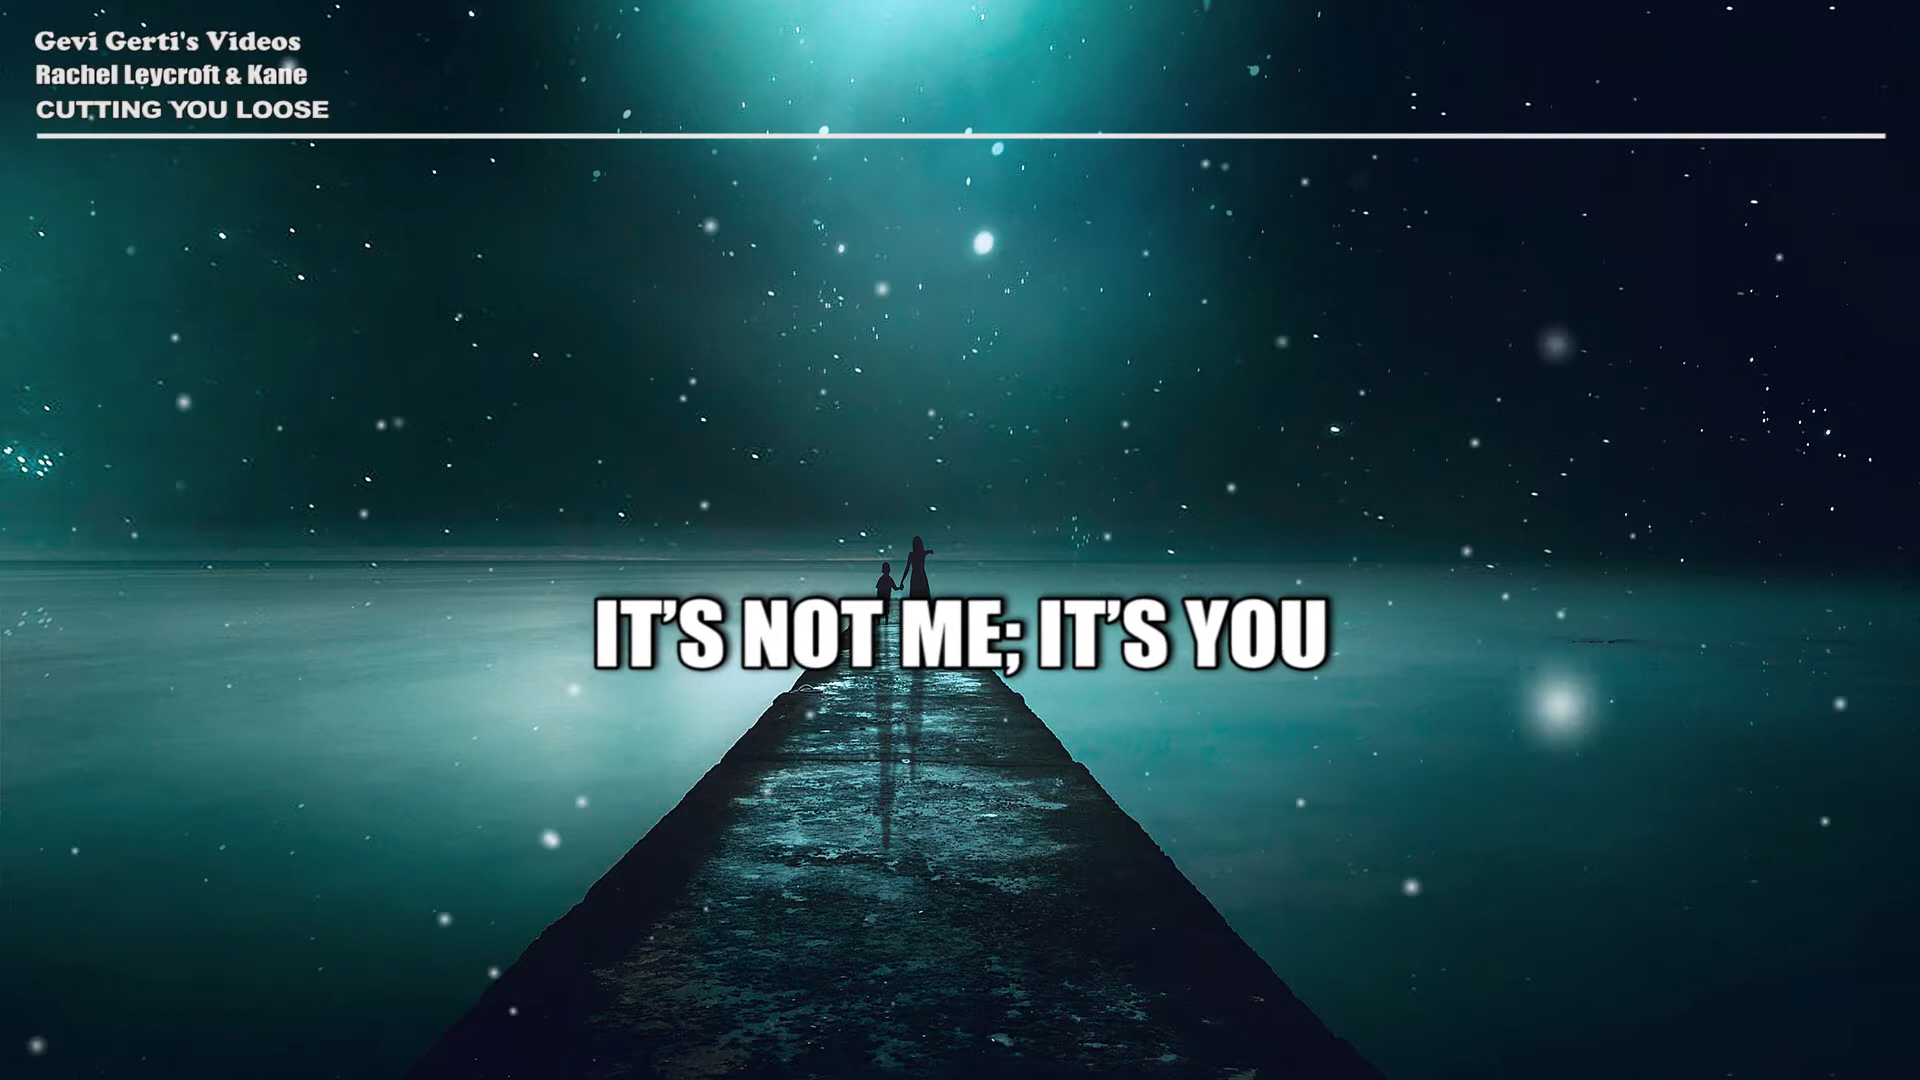 Gevi Gerti's Videos
Rachel Leycroft & Kane
CUTTING YOU LOOSE
IT’S NOT ME; IT’S YOU